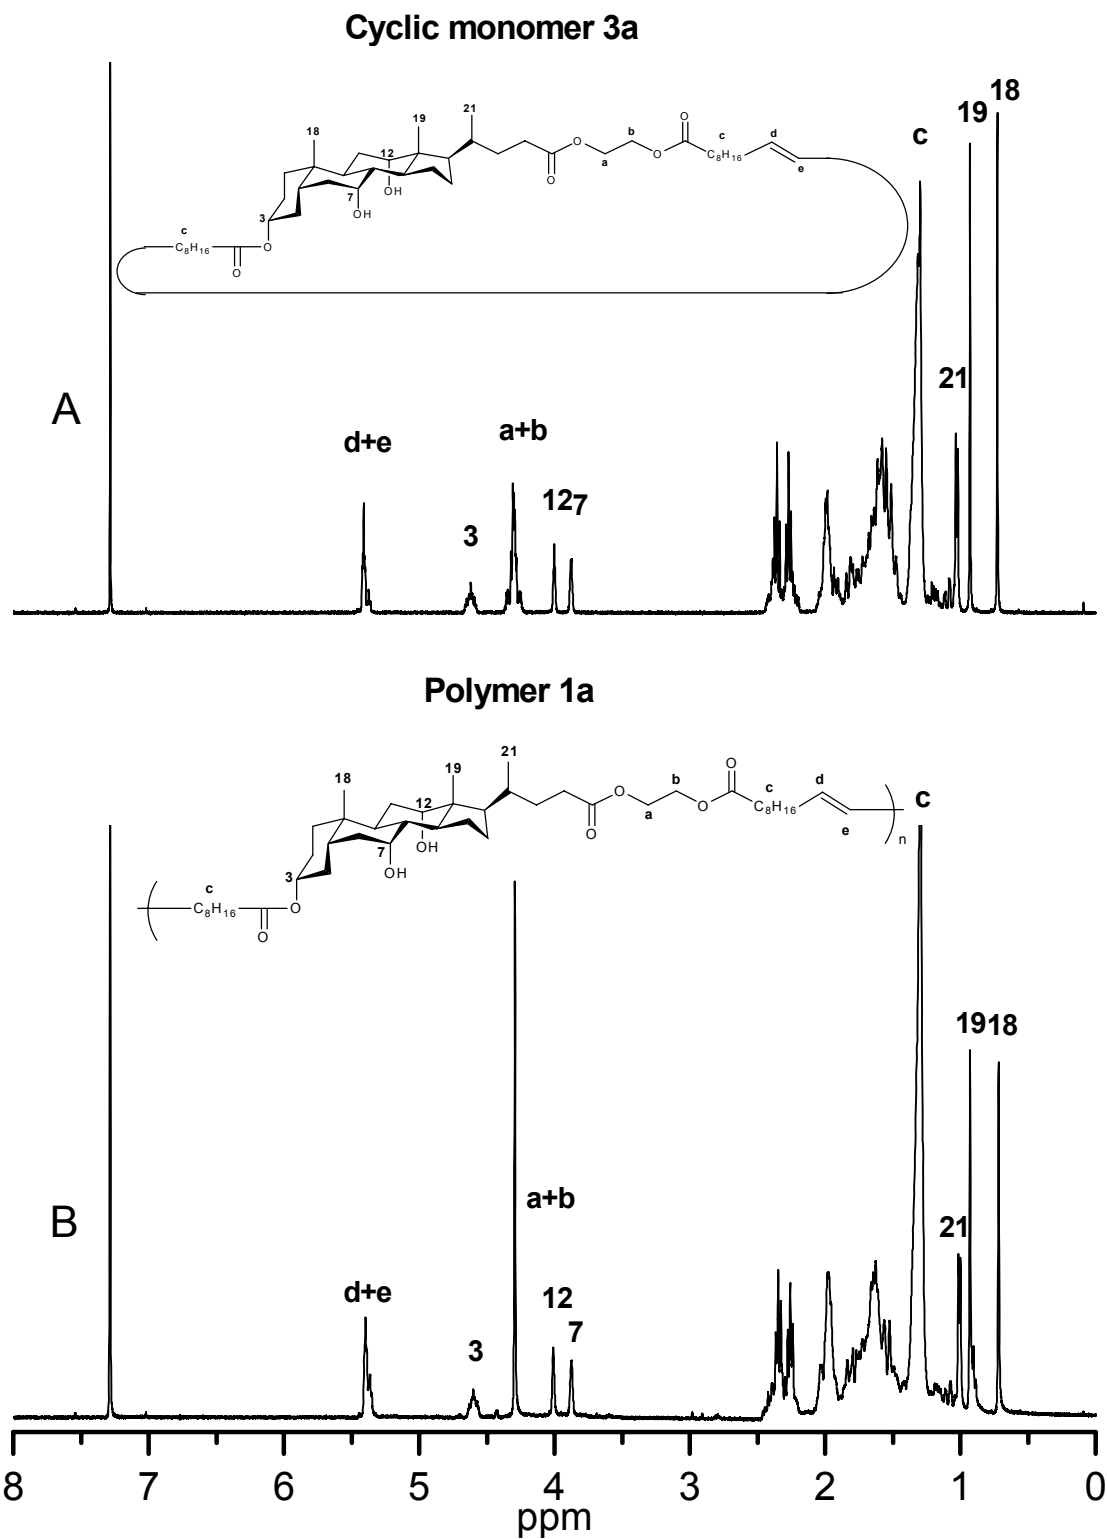 Cyclic monomer 3a
18
19
21
12
OH
7
OH
3
O
O
c
C8H16
O
O
a
b
O
O
c
C8H16
d
e
c
19
18
21
A
d+e
a+b
12 7
3
Polymer 1a
18
19
21
12
OH
7
OH
3
O
O
c
C8H16
O
O
a
b
O
O
c
C8H16
d
e
n
c
19 18
21
B
d+e
a+b
12
7
3
8 7 6 5 4 3 2 1 0
ppm